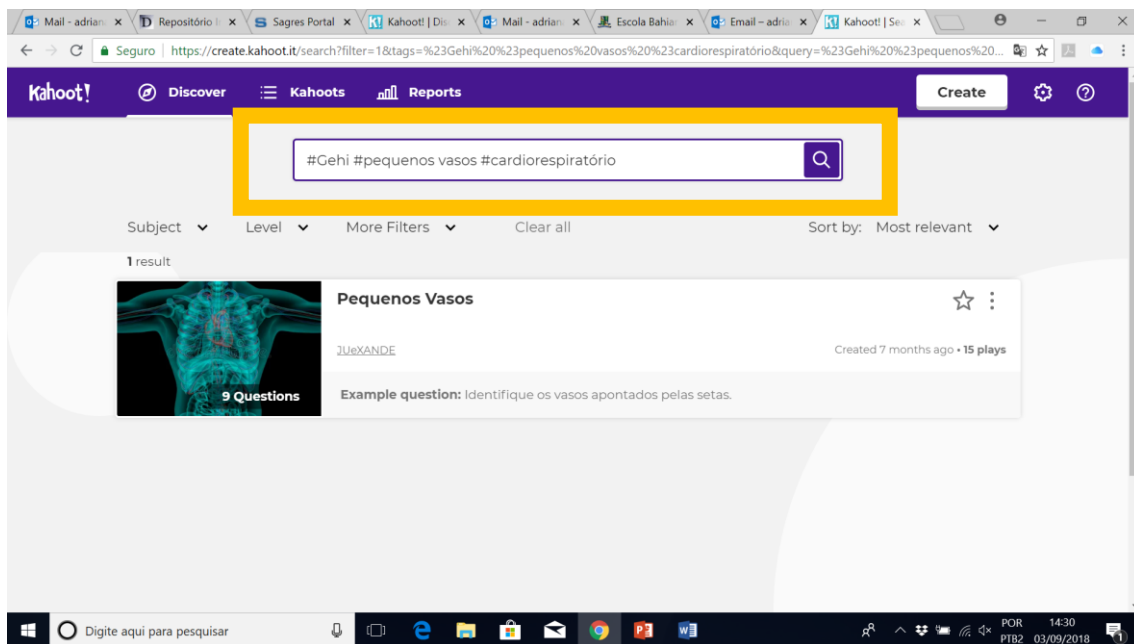 Mail - adrian
Repositório I
Sagres Portal
Kahoot! | Dis
Mail - adrian
Escola Bahia
Email – adria
Kahoot! | Sea
Seguro | https://create.kahoot.it/search?filter=1&tags=%23Gehi%20%23pequenos%20vasos%20%23cardiorespiratório&query=%23Gehi%20%23pequenos%20...
Kahoot! Discover Kahoots Reports Create
#Gehi #pequenos vasos #cardiorespiratório
Subject Level More Filters Clear all Sort by: Most relevant
1 result
Pequenos Vasos
JUeXANDE Created 7 months ago • 15 plays
9 Questions Example question: Identifique os vasos apontados pelas setas.
Digite aqui para pesquisar POR 14:30
PTB2 03/09/2018